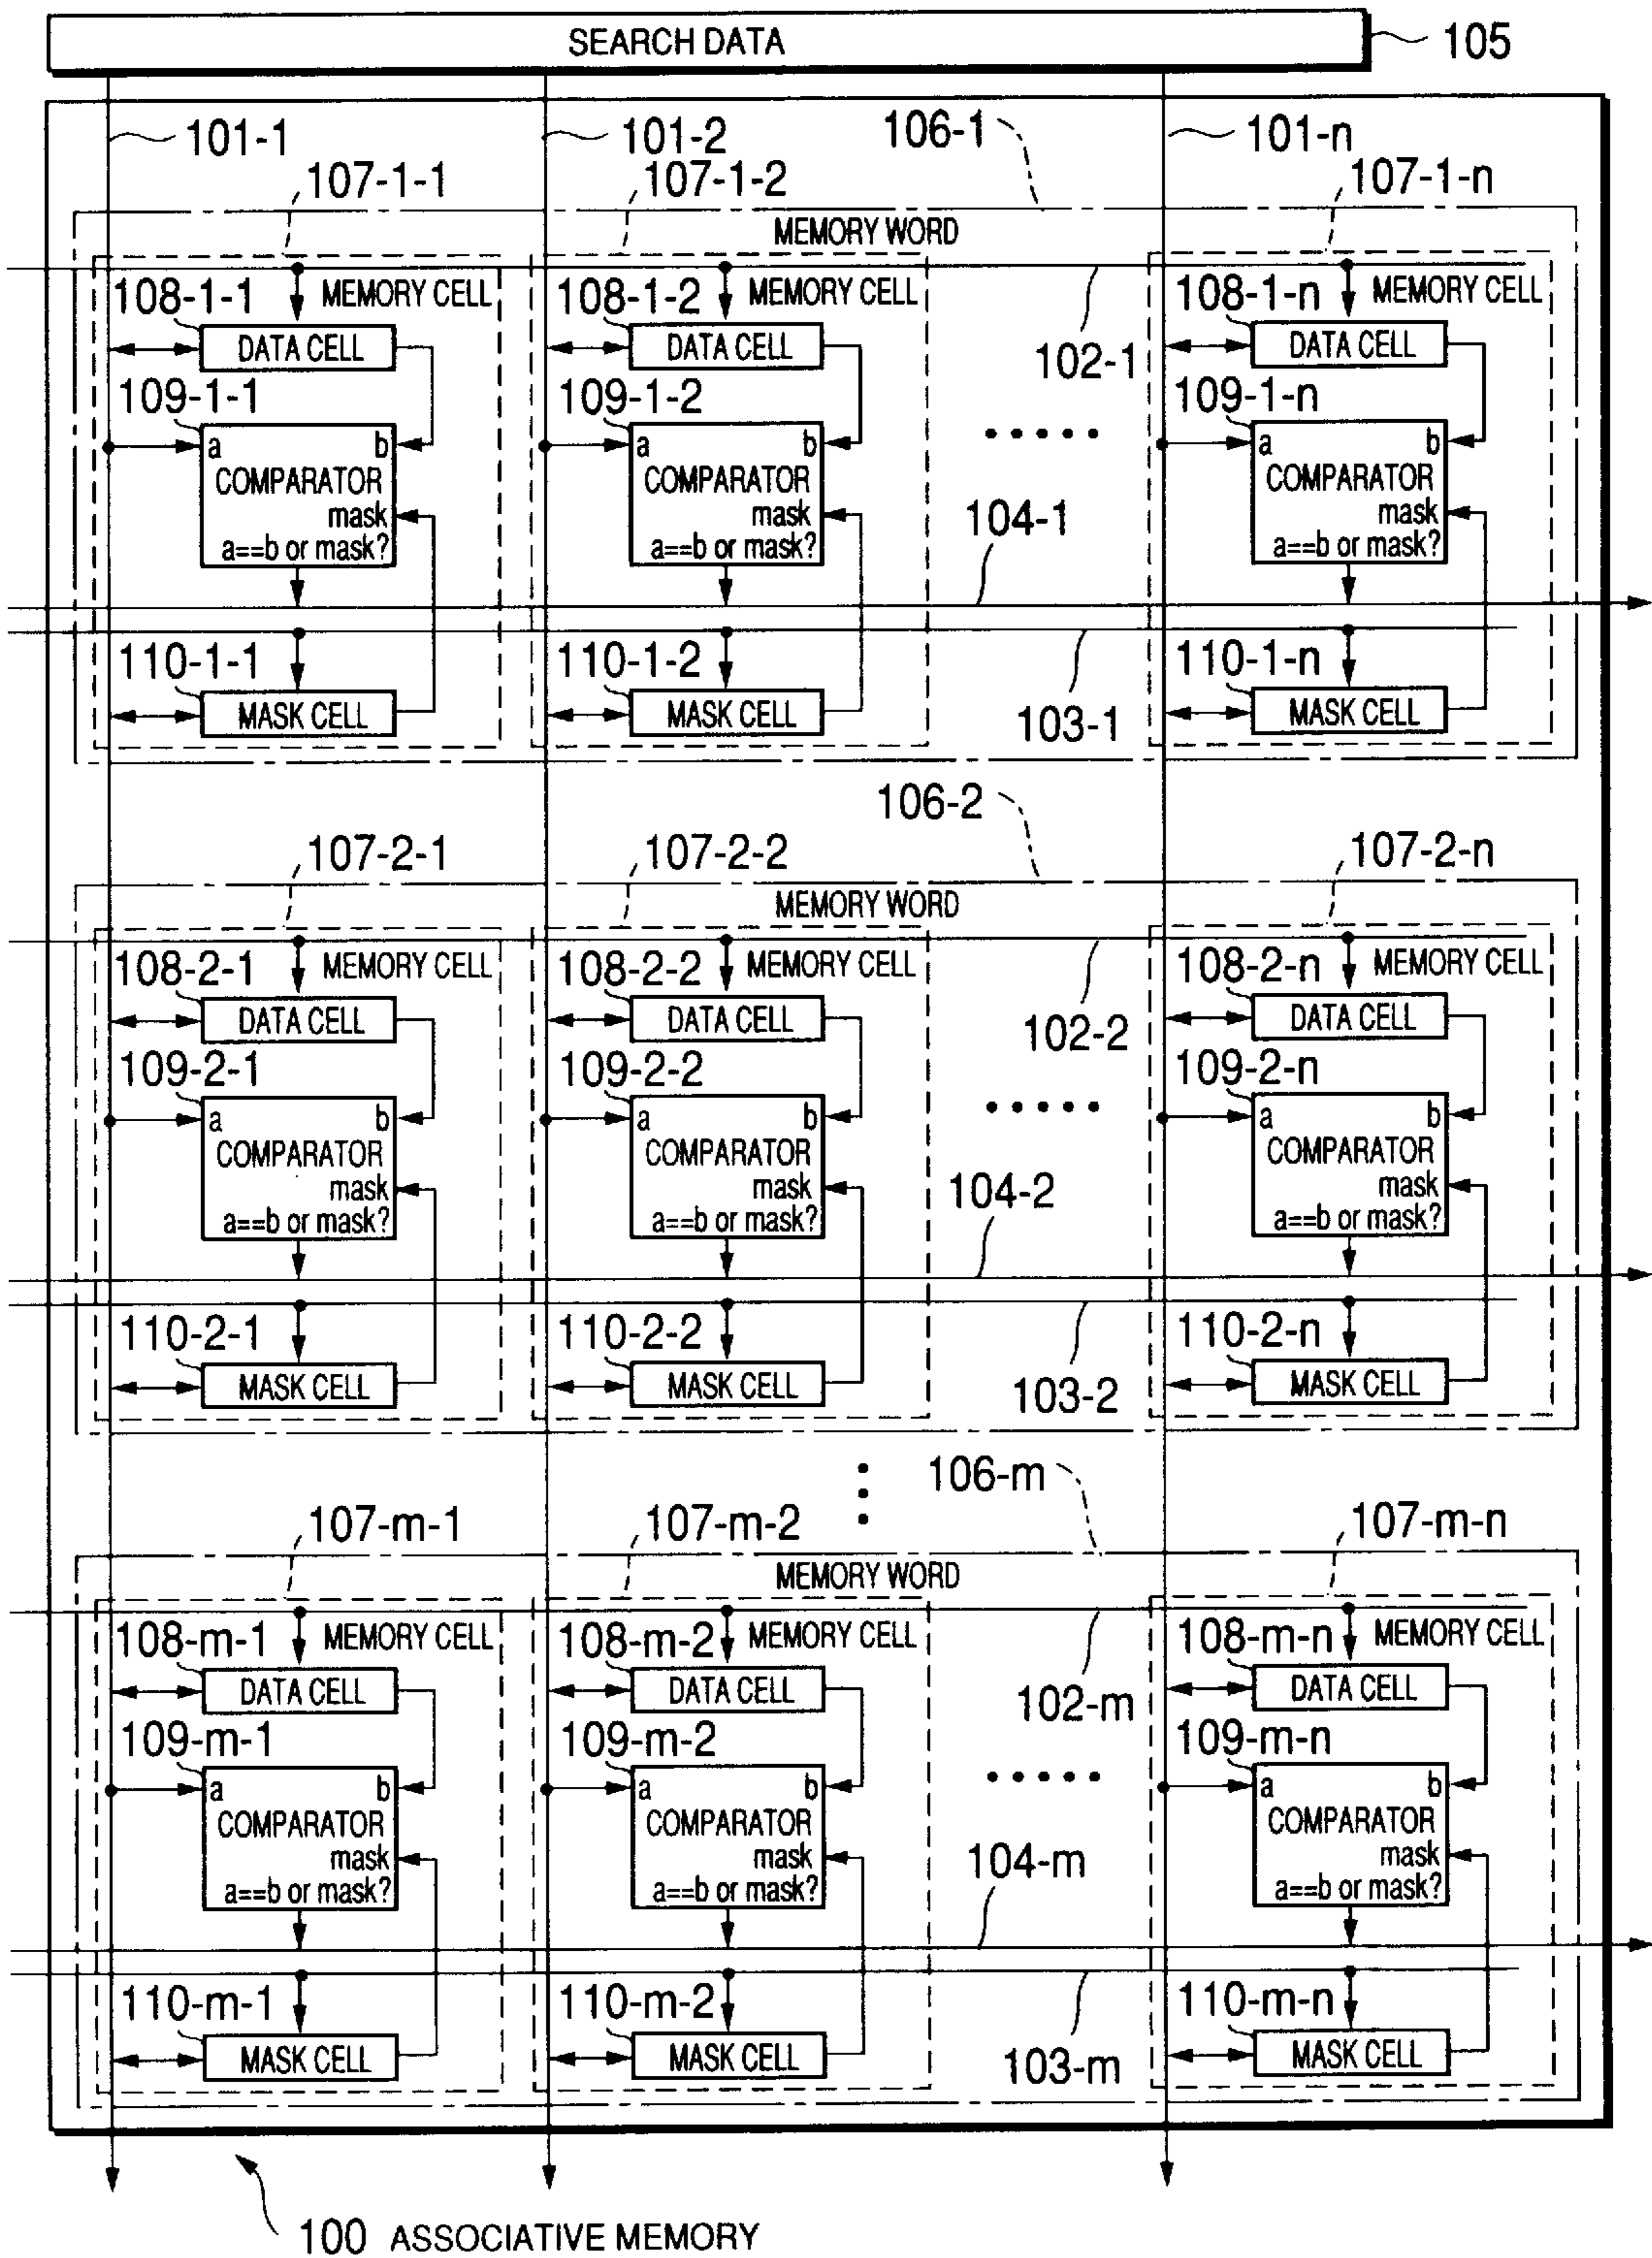 SEARCH DATA
105
101-1
101-2
106-1
101-n
107-1-1
107-1-2
107-1-n
MEMORY WORD
108-1-1
MEMORY CELL
108-1-2
MEMORY CELL
108-1-n
MEMORY CELL
DATA CELL
DATA CELL
102-1
DATA CELL
109-1-1
109-1-2
109-1-n
a
b
a
b
a
b
COMPARATOR
COMPARATOR
COMPARATOR
mask
mask
104-1
mask
a==b or mask?
a==b or mask?
a==b or mask?
110-1-1
110-1-2
110-1-n
MASK CELL
MASK CELL
103-1
MASK CELL
106-2
107-2-1
107-2-2
107-2-n
MEMORY WORD
108-2-1
MEMORY CELL
108-2-2
MEMORY CELL
108-2-n
MEMORY CELL
DATA CELL
DATA CELL
102-2
DATA CELL
109-2-1
109-2-2
109-2-n
a
b
a
b
a
b
COMPARATOR
COMPARATOR
COMPARATOR
mask
mask
104-2
mask
a==b or mask?
a==b or mask?
a==b or mask?
110-2-1
110-2-2
110-2-n
MASK CELL
MASK CELL
103-2
MASK CELL
106-m
107-m-1
107-m-2
107-m-n
MEMORY WORD
108-m-1
MEMORY CELL
108-m-2
MEMORY CELL
108-m-n
MEMORY CELL
DATA CELL
DATA CELL
102-m
DATA CELL
109-m-1
109-m-2
109-m-n
a
b
a
b
a
b
COMPARATOR
COMPARATOR
COMPARATOR
mask
mask
104-m
mask
a==b or mask?
a==b or mask?
a==b or mask?
110-m-1
110-m-2
110-m-n
MASK CELL
MASK CELL
103-m
MASK CELL
100 ASSOCIATIVE MEMORY